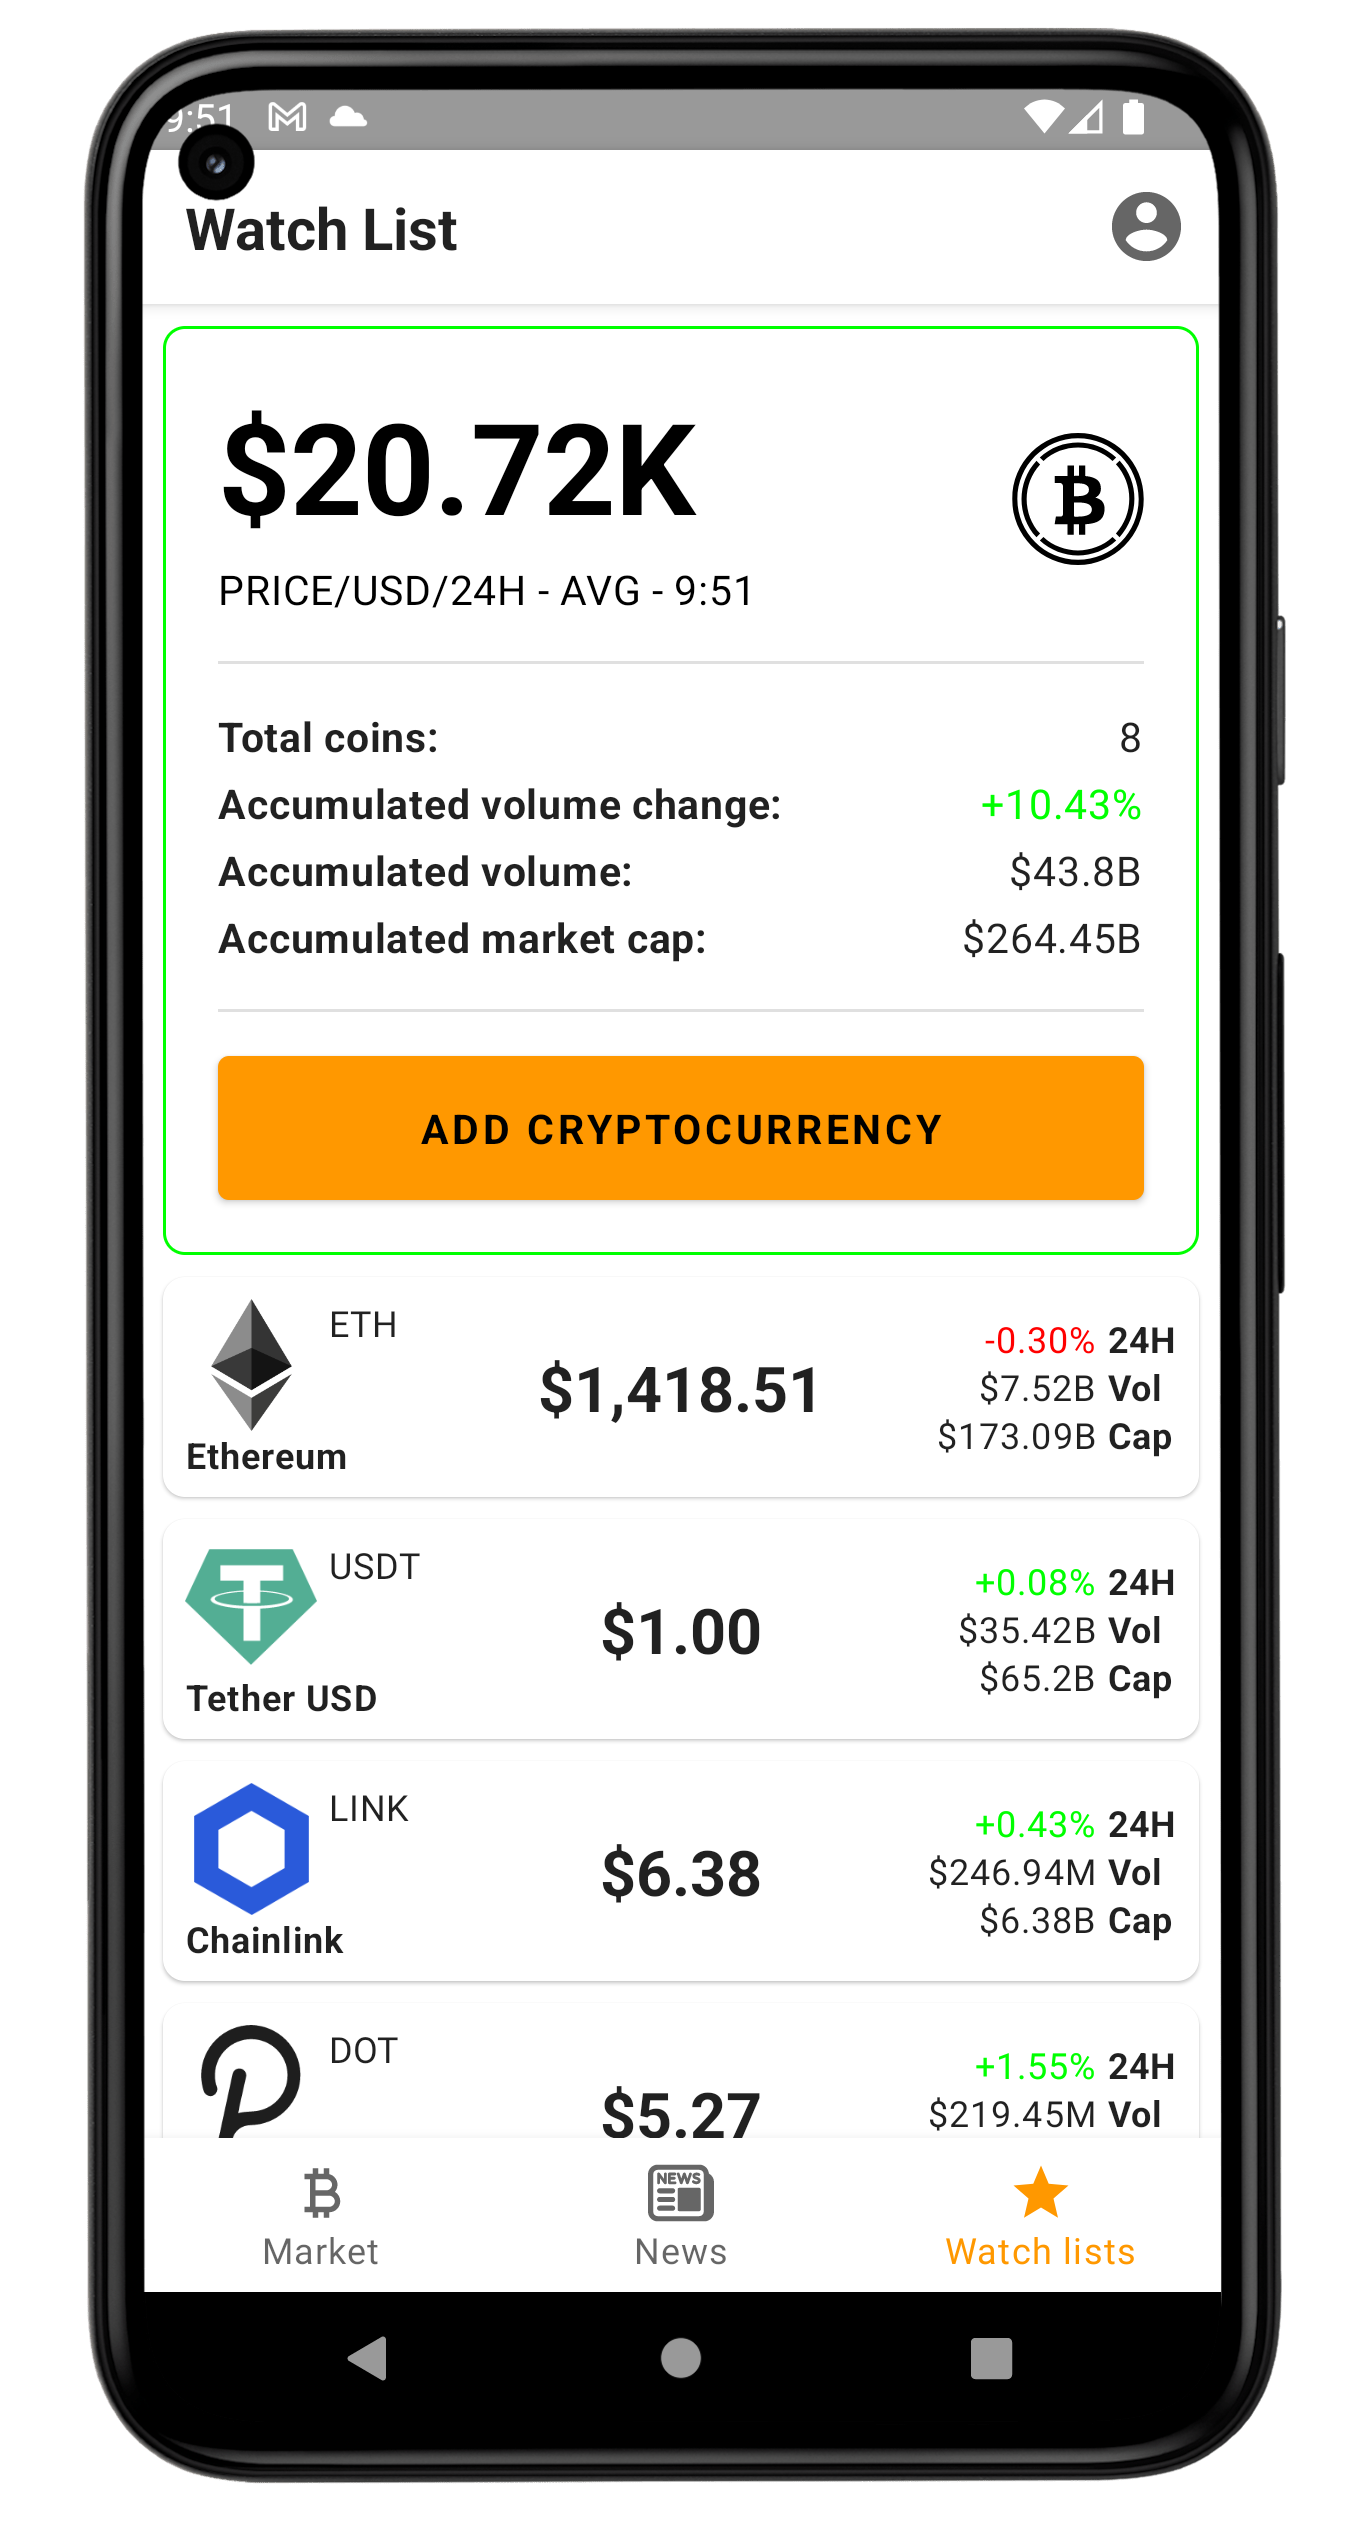 9:51
Watch List
$20.72K
PRICE/USD/24H - AVG - 9:51
Total coins: 8
Accumulated volume change: +10.43%
Accumulated volume: $43.8B
Accumulated market cap: $264.45B
ADD CRYPTOCURRENCY
ETH
-0.30% 24H
$1,418.51
$7.52B Vol
$173.09B Cap
Ethereum
USDT
+0.08% 24H
$1.00
$35.42B Vol
$65.2B Cap
Tether USD
LINK
+0.43% 24H
$6.38
$246.94M Vol
$6.38B Cap
Chainlink
DOT
+1.55% 24H
$5.27
$219.45M Vol
NEWS
Market News Watch lists